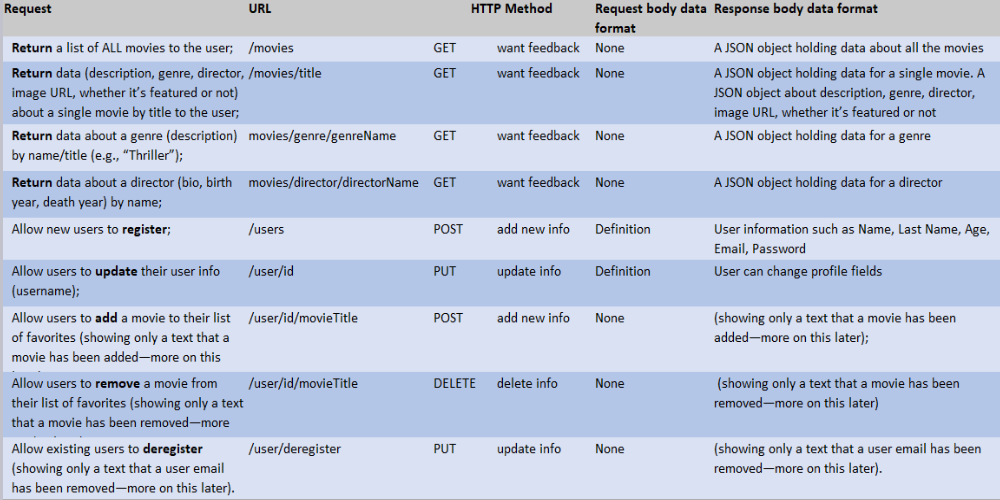 Request URL HTTP Method Request body data format Response body data format
Return a list of ALL movies to the user; /movies GET want feedback None A JSON object holding data about all the movies
Return data (description, genre, director, /movies/title GET want feedback None A JSON object holding data for a single movie. A
image URL, whether it's featured or not) JSON object about description, genre, director,
about a single movie by title to the user; image URL, whether it's featured or not
Return data about a genre (description) movies/genre/genreName GET want feedback None A JSON object holding data for a genre
by name/title (e.g., "Thriller");
Return data about a director (bio, birth movies/director/directorName GET want feedback None A JSON object holding data for a director
year, death year) by name;
Allow new users to register; /users POST add new info Definition User information such as Name, Last Name, Age,
Email, Password
Allow users to update their user info /user/id PUT update info Definition User can change profile fields
(username);
Allow users to add a movie to their list /user/id/movieTitle POST add new info None (showing only a text that a movie has been
of favorites (showing only a text that a added—more on this later);
movie has been added—more on this
Allow users to remove a movie from /user/id/movieTitle DELETE delete info None (showing only a text that a movie has been
their list of favorites (showing only a text removed—more on this later)
that a movie has been removed—more
Allow existing users to deregister /user/deregister PUT update info None (showing only a text that a user email has been
(showing only a text that a user email removed—more on this later).
has been removed—more on this later).